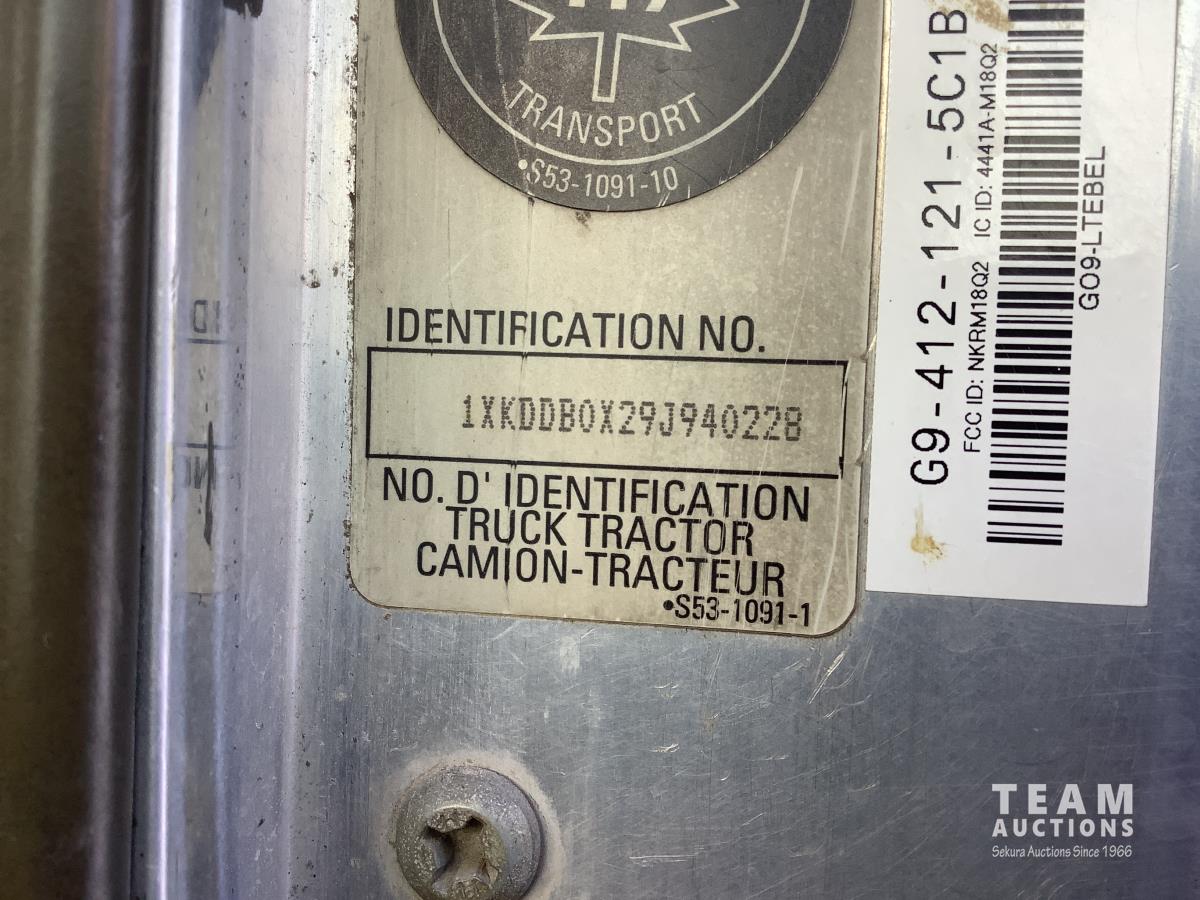 TRANSPORT
•S53-1091-10
IDENTIFICATION NO.
1XKDDB0X29J940228
NO. D' IDENTIFICATION
TRUCK TRACTOR
CAMION-TRACTEUR
•S53-1091-1
G9-412-121-5C1B
FCC ID: NKRM18Q2 IC ID: 4441A-M18Q2
GO9-LTEBEL
TEAM
AUCTIONS
Sekura Auctions Since 1966